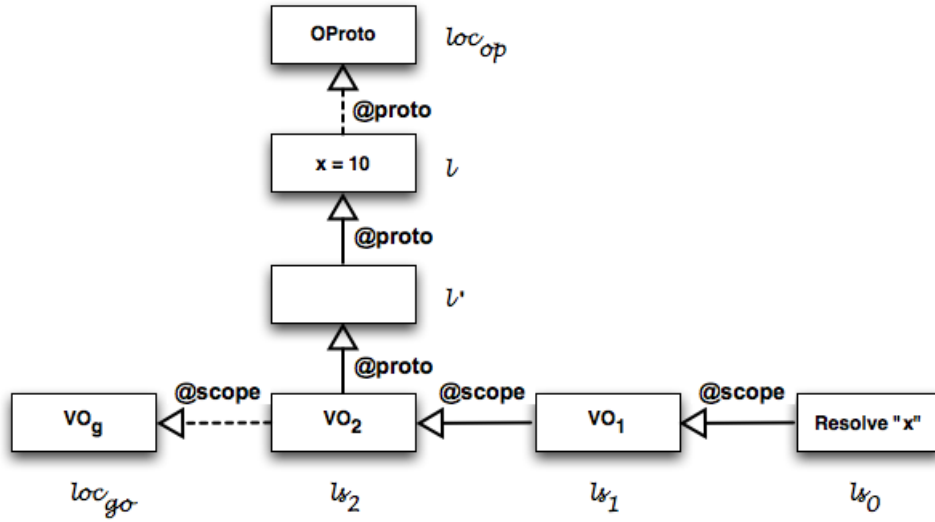 OProto loc_op
@proto
x = 10 l
@proto
l'
@proto
@scope @scope @scope
VO_g VO_2 VO_1 Resolve "x"
loc_go ls_2 ls_1 ls_0